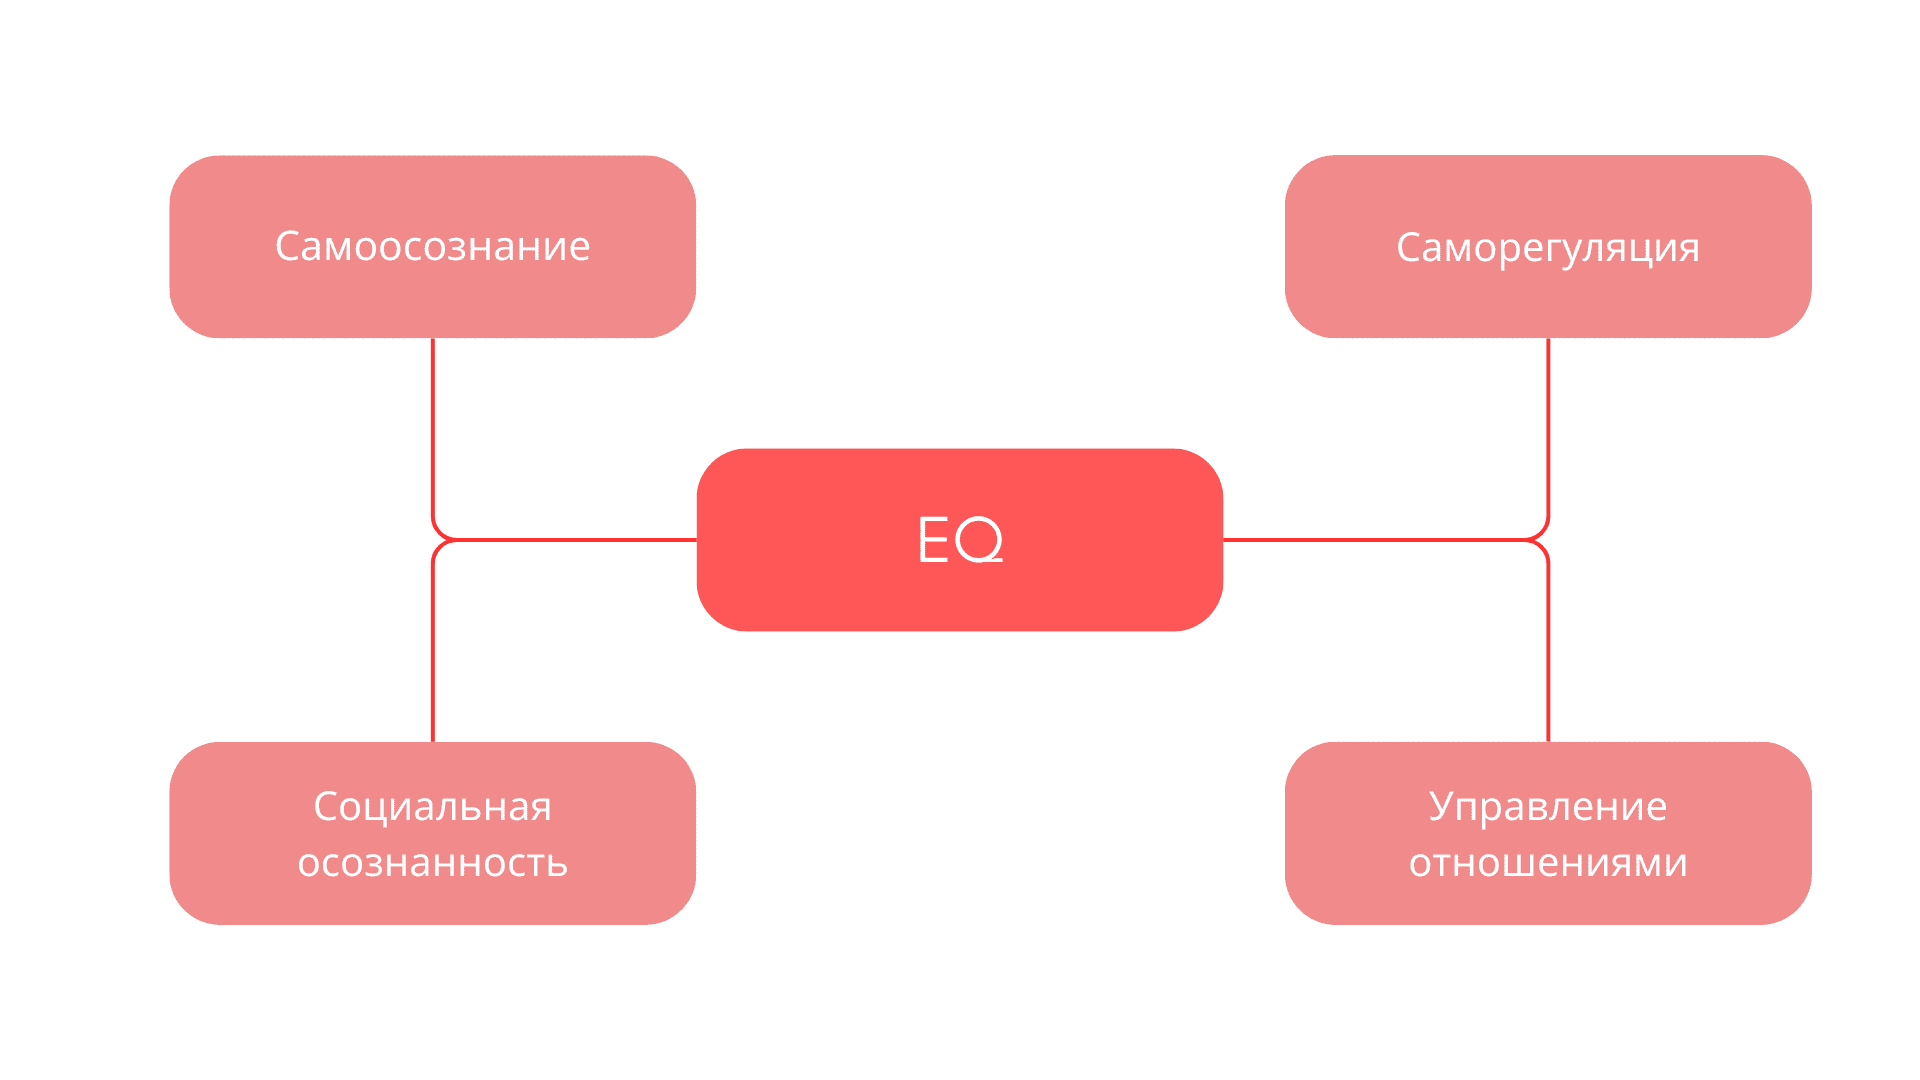 Самоосознание
Саморегуляция
EQ
Социальная
осознанность
Управление
отношениями